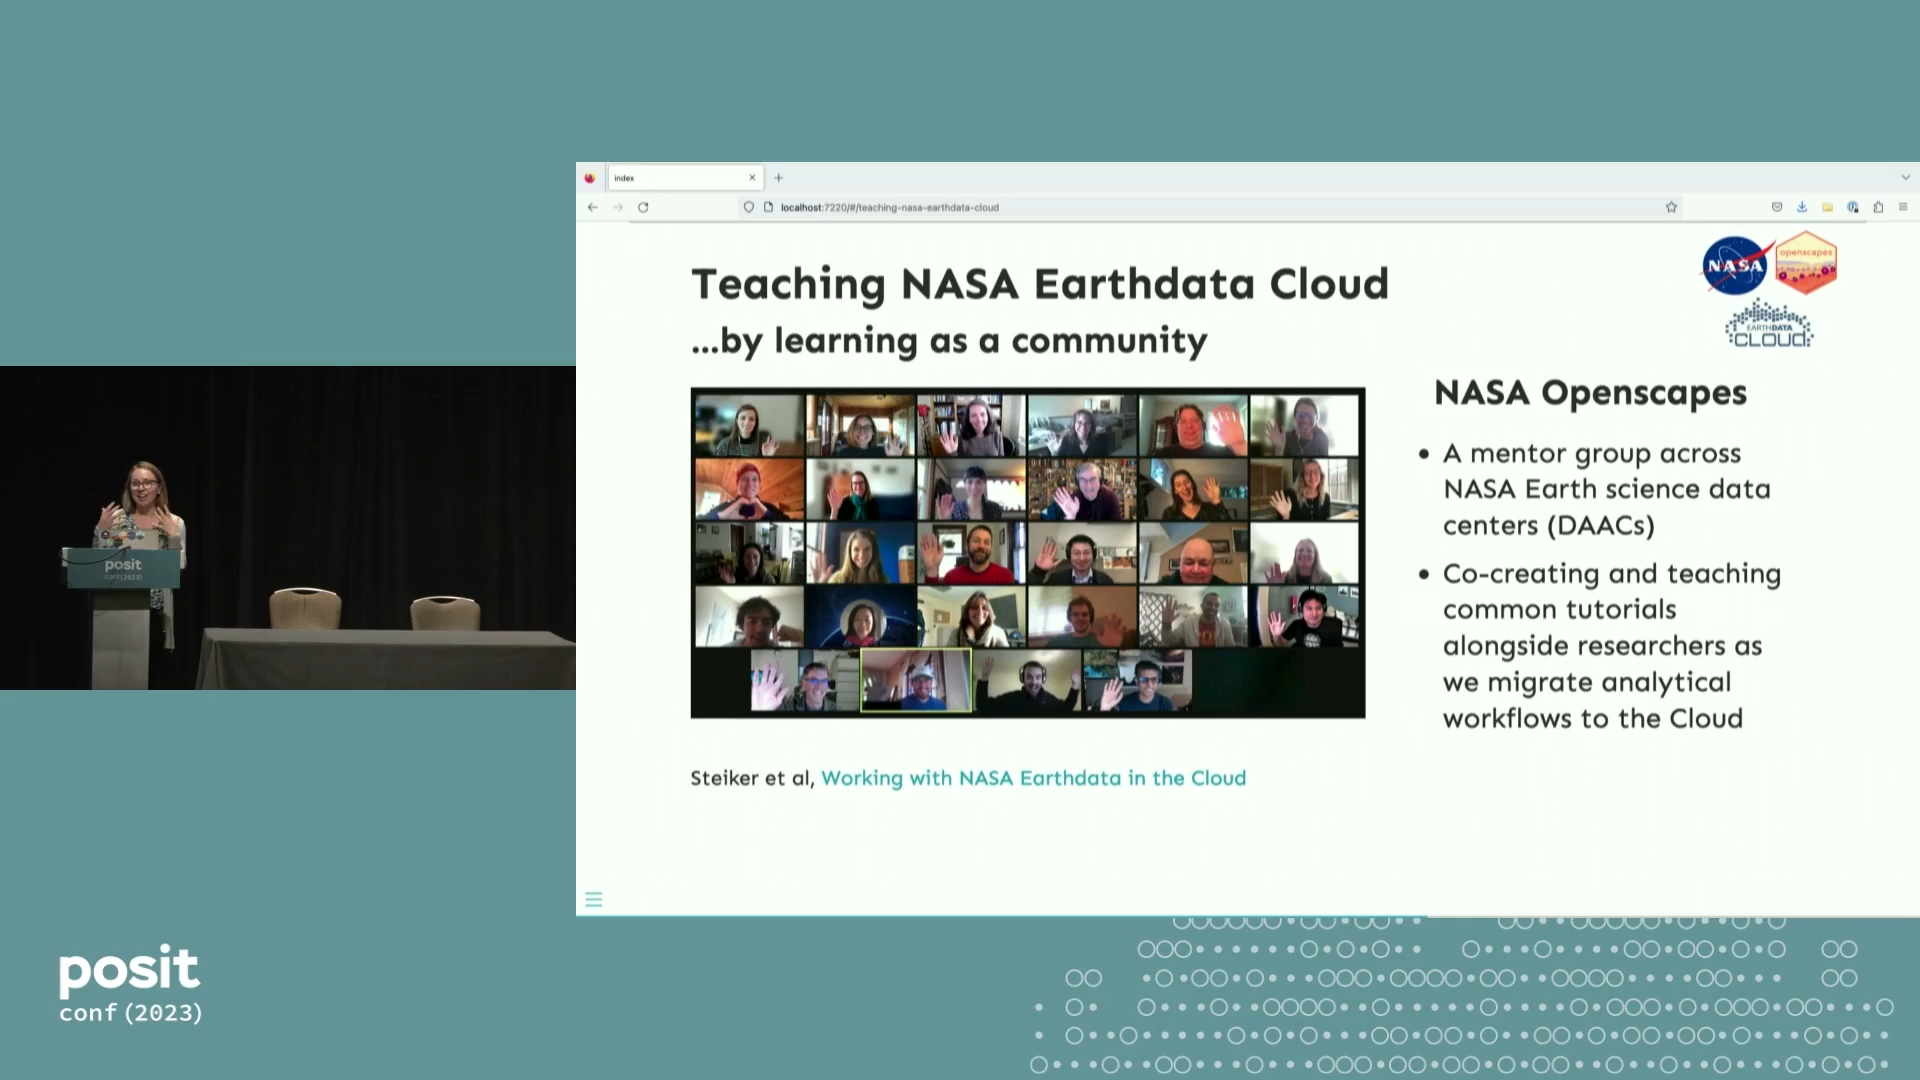 index
localhost:7220/#/teaching-nasa-earthdata-cloud
Teaching NASA Earthdata Cloud
...by learning as a community
NASA
openscapes
EARTHDATA
CLOUD
NASA Openscapes
• A mentor group across
NASA Earth science data
centers (DAACs)
• Co-creating and teaching
common tutorials
alongside researchers as
we migrate analytical
workflows to the Cloud
Steiker et al, Working with NASA Earthdata in the Cloud
posit
conf(2023)
posit
conf(2023)